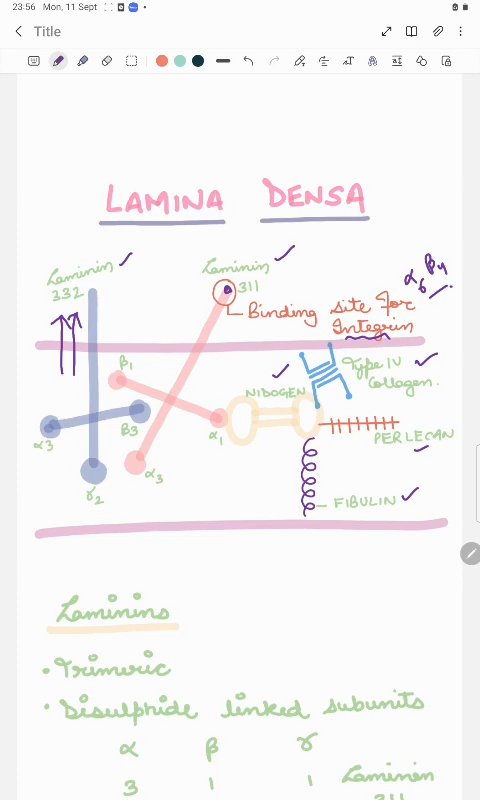 23:56 Mon, 11 Sept
Title
LAMINA DENSA
Laminin
332
Laminin
311
α6 β4
Binding site For
Integrin
β1
Type IV
Collagen.
NIDOGEN
α3
β3
α1
PERLECAN
α3
γ2
FIBULIN
Laminins
• Trimeric
• Disulphide linked subunits
α β γ
3 1 1 Laminin